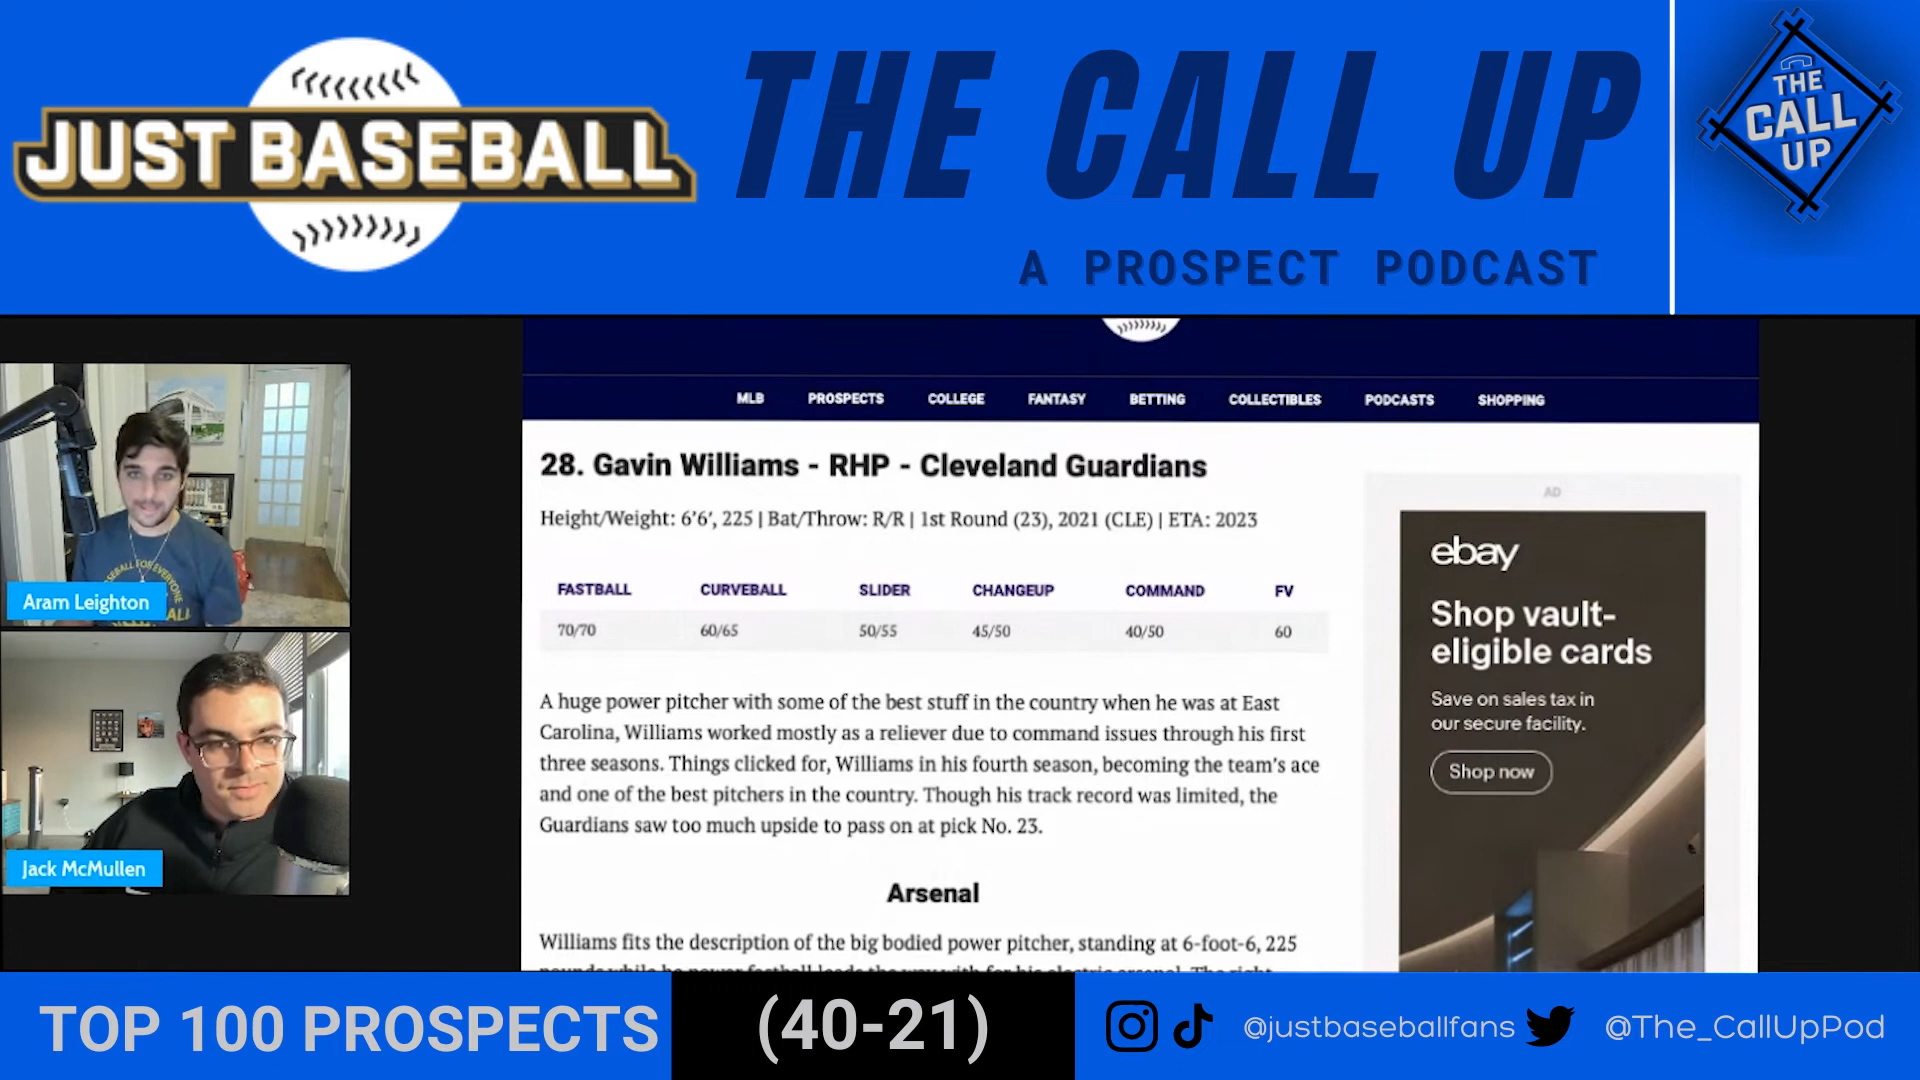 JUST BASEBALL
THE CALL UP
A PROSPECT PODCAST
THE
CALL
UP
MLB PROSPECTS COLLEGE FANTASY BETTING COLLECTIBLES PODCASTS SHOPPING
28. Gavin Williams - RHP - Cleveland Guardians
Height/Weight: 6'6', 225 | Bat/Throw: R/R | 1st Round (23), 2021 (CLE) | ETA: 2023
FASTBALL CURVEBALL SLIDER CHANGEUP COMMAND FV
70/70 60/65 50/55 45/50 40/50 60
A huge power pitcher with some of the best stuff in the country when he was at East
Carolina, Williams worked mostly as a reliever due to command issues through his first
three seasons. Things clicked for, Williams in his fourth season, becoming the team's ace
and one of the best pitchers in the country. Though his track record was limited, the
Guardians saw too much upside to pass on at pick No. 23.
Arsenal
Williams fits the description of the big bodied power pitcher, standing at 6-foot-6, 225
AD
ebay
Shop vault-
eligible cards
Save on sales tax in
our secure facility.
Shop now
BASEBALL FOR EVERYONE
Aram Leighton
Jack McMullen
TOP 100 PROSPECTS
(40-21)
@justbaseballfans
@The_CallUpPod